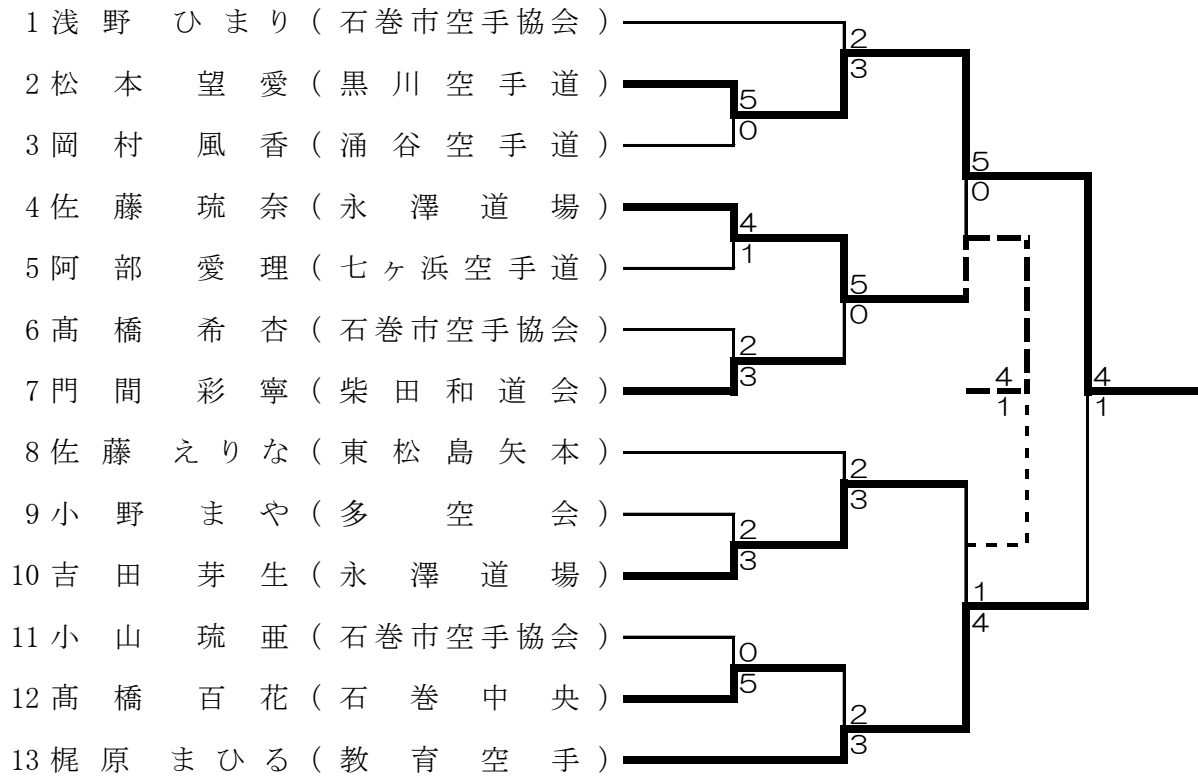 1 浅野 ひまり (石巻市空手協会)
2
3
2 松本 望愛 (黒川空手道)
5
0
3 岡村 風香 (涌谷空手道)
5
0
4 佐藤 琉奈 (永澤道場)
4
1
5 阿部 愛理 (七ヶ浜空手道)
5
0
6 髙橋 希杏 (石巻市空手協会)
2
3
7 門間 彩寧 (柴田和道会)
4
1
4
1
8 佐藤 えりな (東松島矢本)
2
3
9 小野 まや (多空会)
2
3
10 吉田 芽生 (永澤道場)
1
4
11 小山 琉亜 (石巻市空手協会)
0
5
12 髙橋 百花 (石巻中央)
2
3
13 梶原 まひる (教育空手)